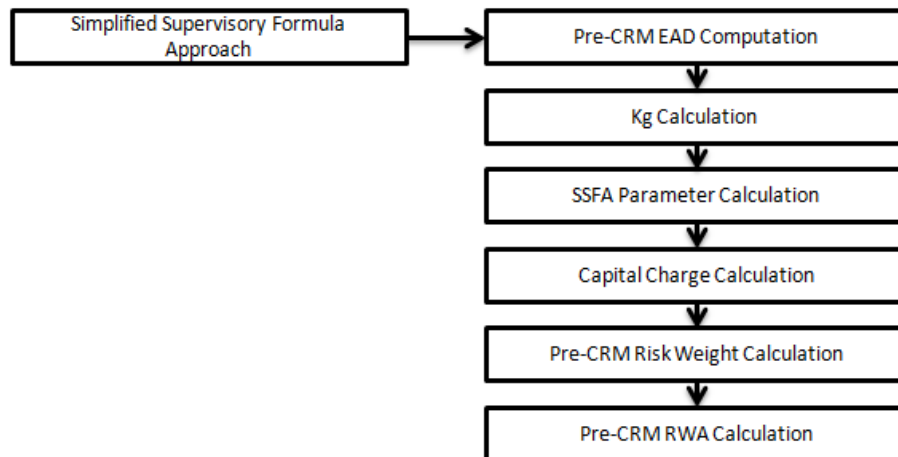 Simplified Supervisory Formula
Approach
Pre-CRM EAD Computation
Kg Calculation
SSFA Parameter Calculation
Capital Charge Calculation
Pre-CRM Risk Weight Calculation
Pre-CRM RWA Calculation